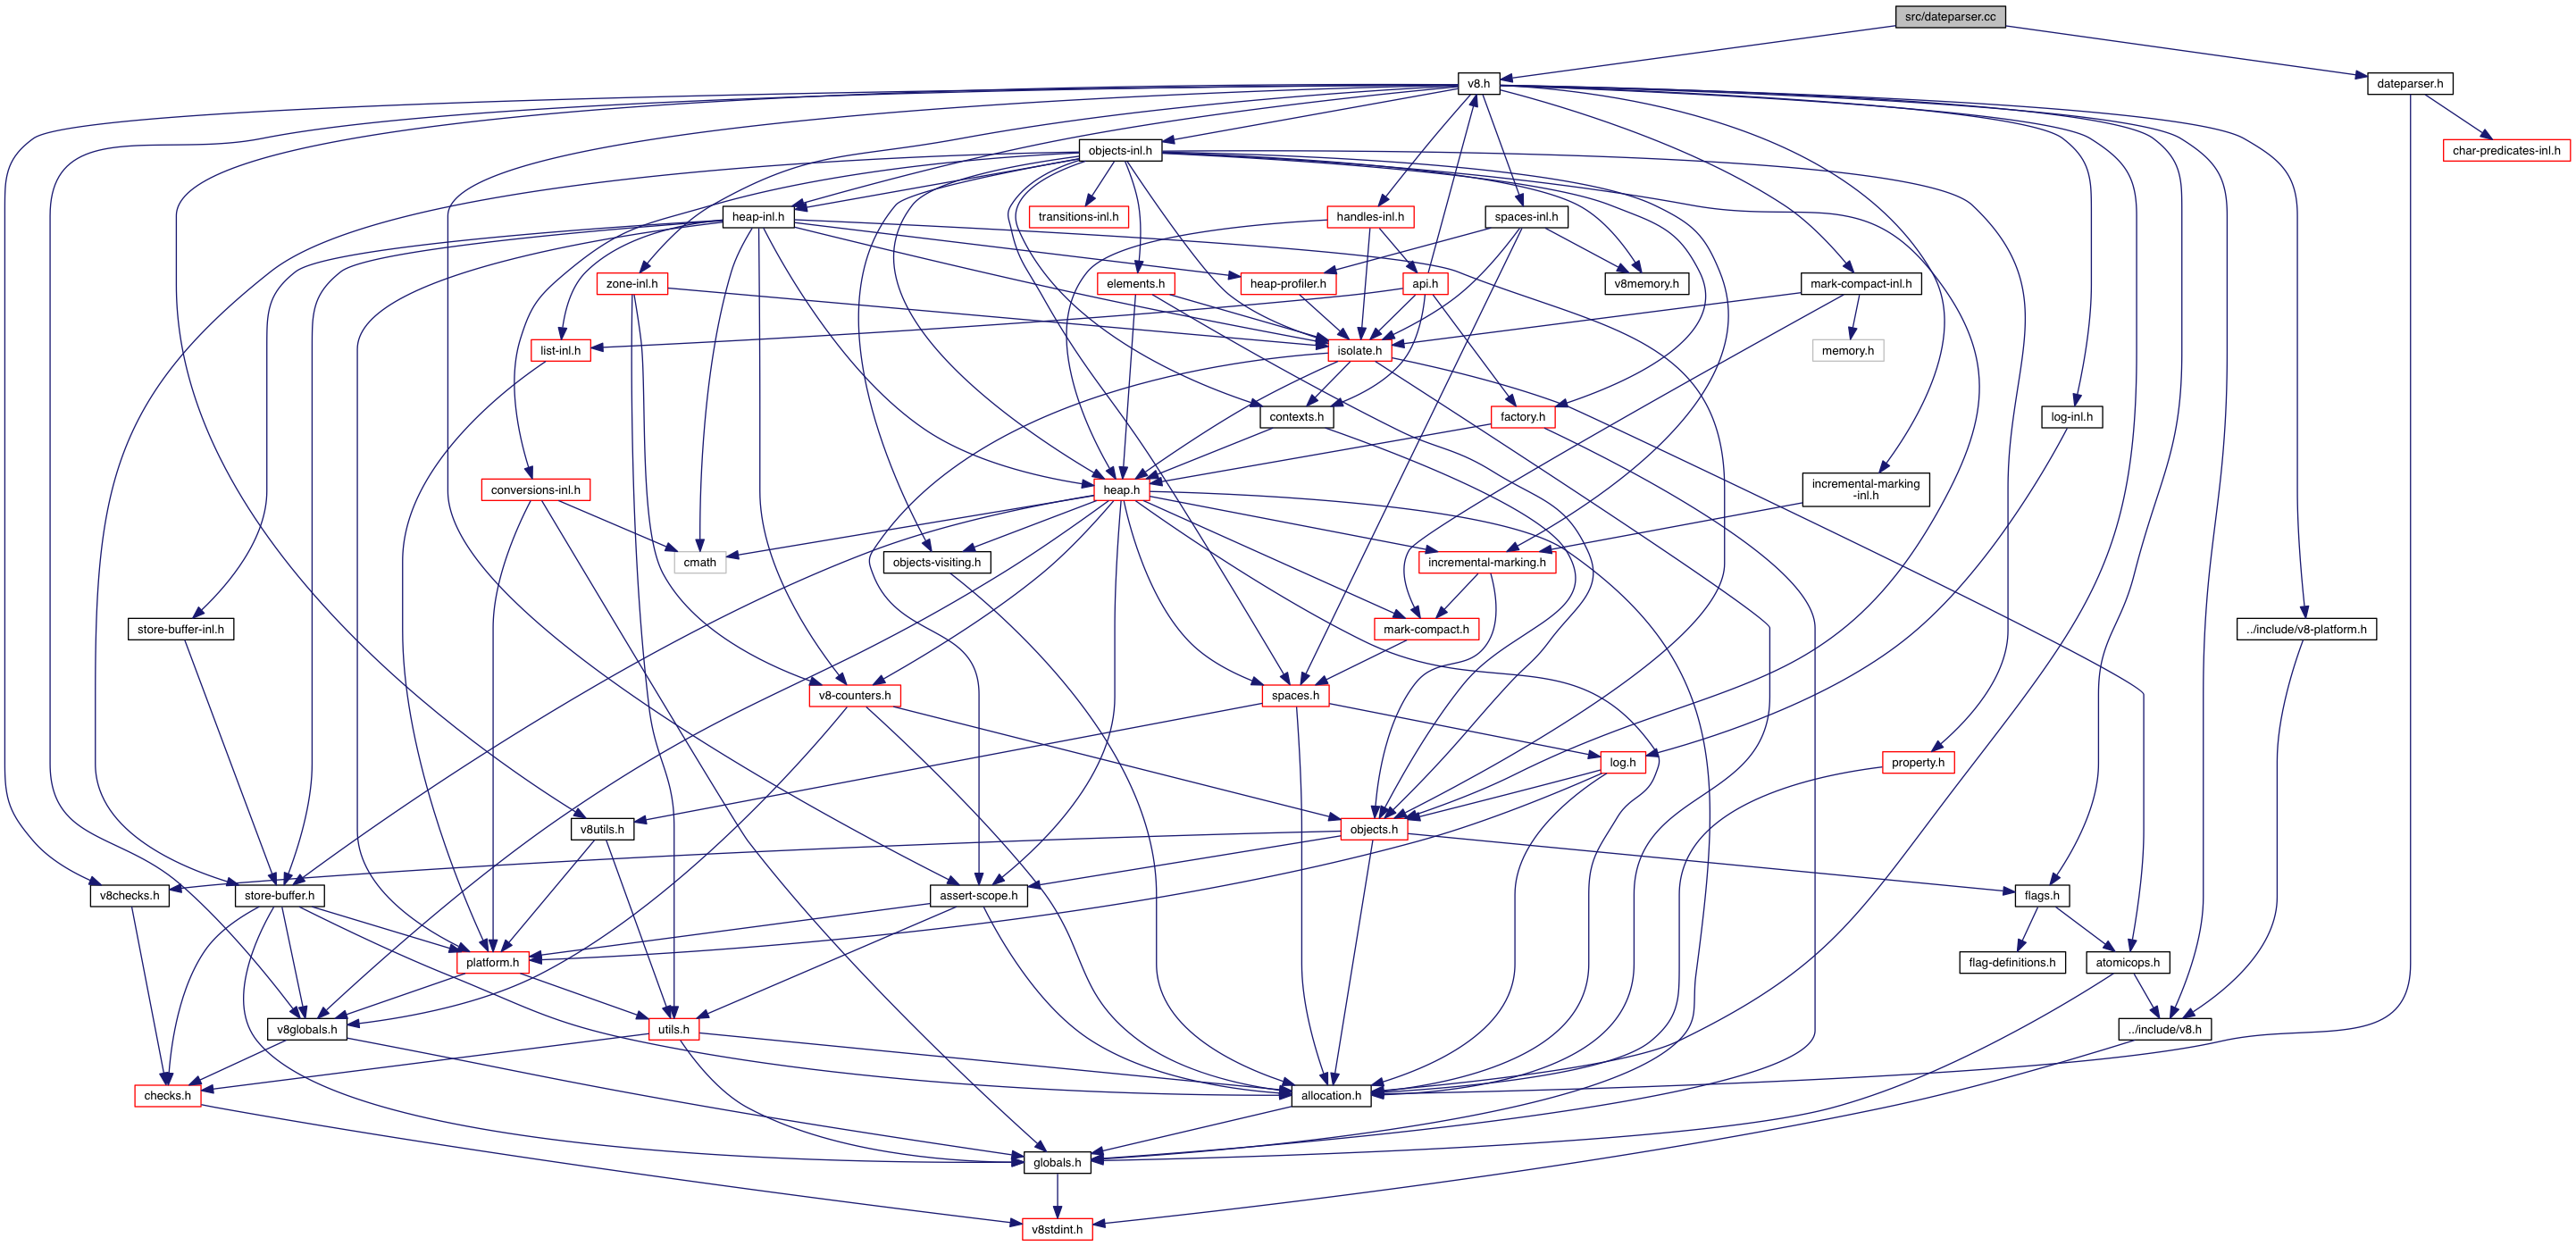 src/dateparser.cc
v8.h
dateparser.h
objects-inl.h
char-predicates-inl.h
heap-inl.h
transitions-inl.h
handles-inl.h
spaces-inl.h
zone-inl.h
elements.h
heap-profiler.h
api.h
v8memory.h
mark-compact-inl.h
list-inl.h
isolate.h
memory.h
contexts.h
factory.h
log-inl.h
conversions-inl.h
heap.h
incremental-marking
-inl.h
cmath
objects-visiting.h
incremental-marking.h
store-buffer-inl.h
mark-compact.h
../include/v8-platform.h
v8-counters.h
spaces.h
log.h
property.h
v8utils.h
objects.h
v8checks.h
store-buffer.h
assert-scope.h
flags.h
platform.h
flag-definitions.h
atomicops.h
v8globals.h
utils.h
../include/v8.h
checks.h
allocation.h
globals.h
v8stdint.h